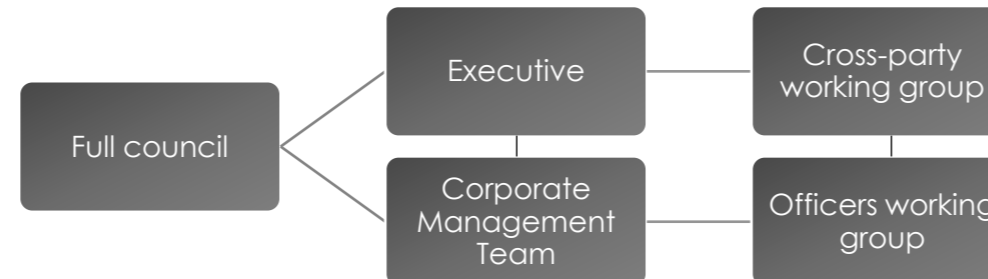 Full council
Executive
Cross-party
working group
Corporate
Management
Team
Officers working
group